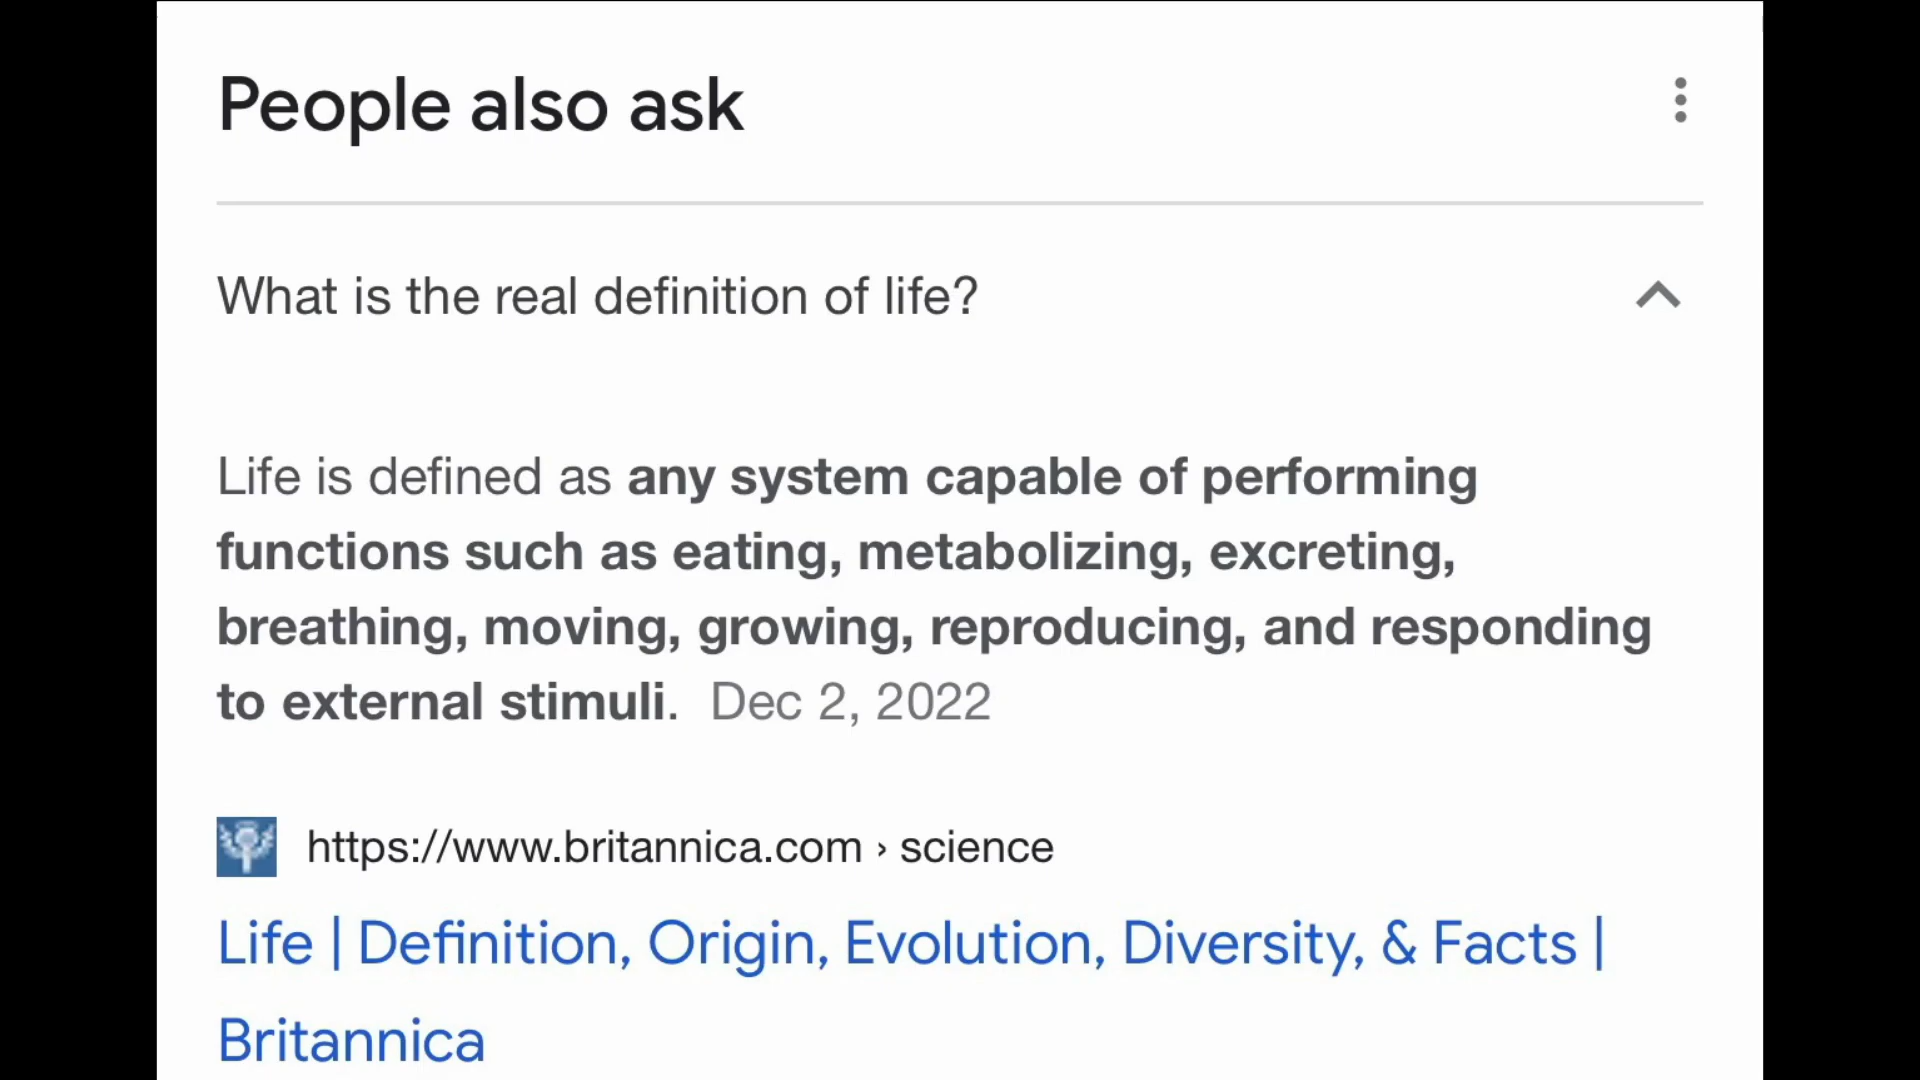 People also ask
What is the real definition of life?
Life is defined as any system capable of performing
functions such as eating, metabolizing, excreting,
breathing, moving, growing, reproducing, and responding
to external stimuli. Dec 2, 2022
https://www.britannica.com › science
Life | Definition, Origin, Evolution, Diversity, & Facts |
Britannica